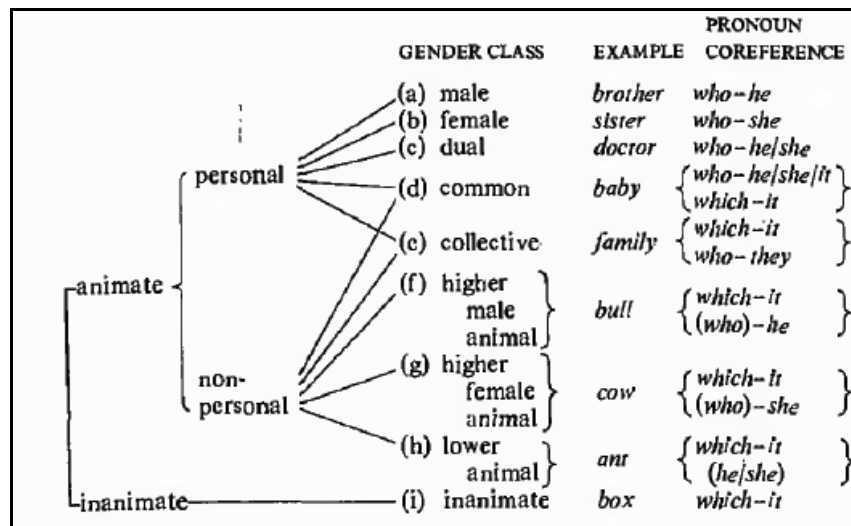 PRONOUN
GENDER CLASS EXAMPLE COREFERENCE
(a) male brother who-he
(b) female sister who-she
(c) dual doctor who-he/she
personal (d) common baby who-he/she/it
which-it
(e) collective family which-it
who-they
animate (f) higher male animal bull which-it
(who)-he
non-personal (g) higher female animal cow which-it
(who)-she
(h) lower animal ant which-it
(he/she)
inanimate (i) inanimate box which-it